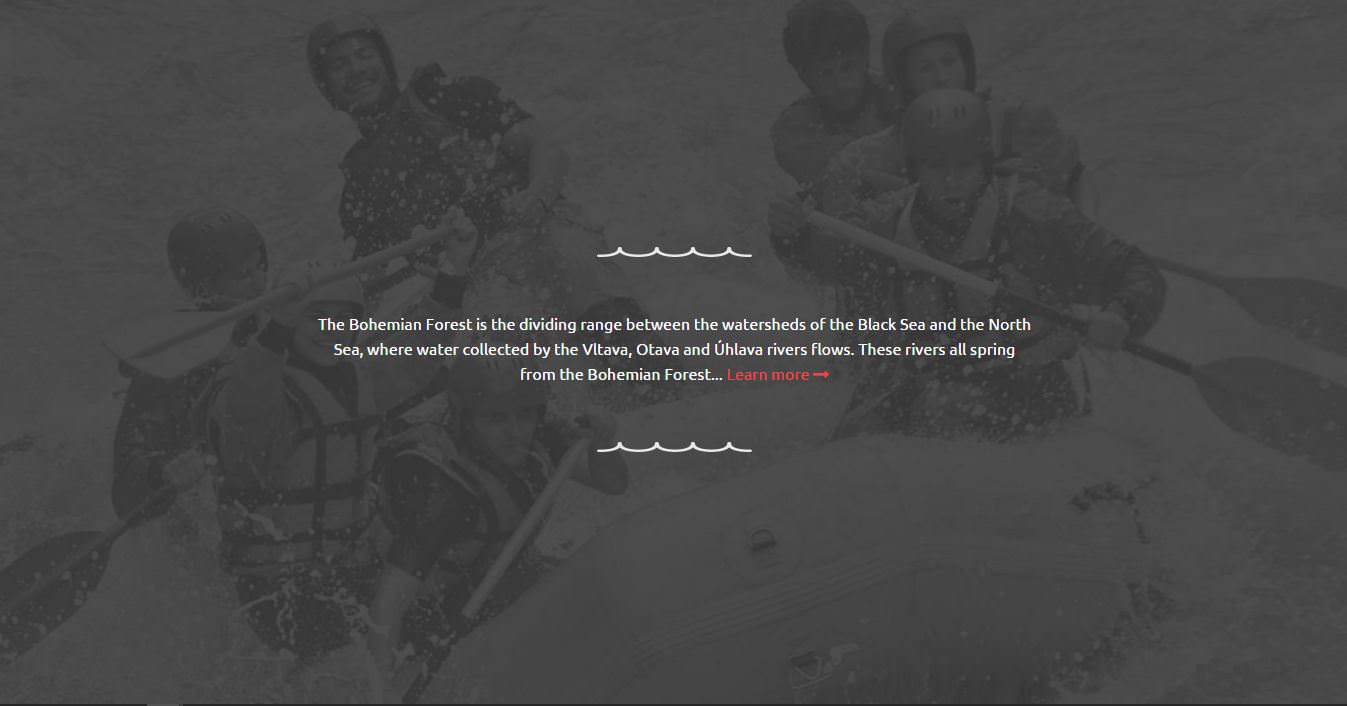 The Bohemian Forest is the dividing range between the watersheds of the Black Sea and the North
Sea, where water collected by the Vltava, Otava and Úhlava rivers flows. These rivers all spring
from the Bohemian Forest... Learn more